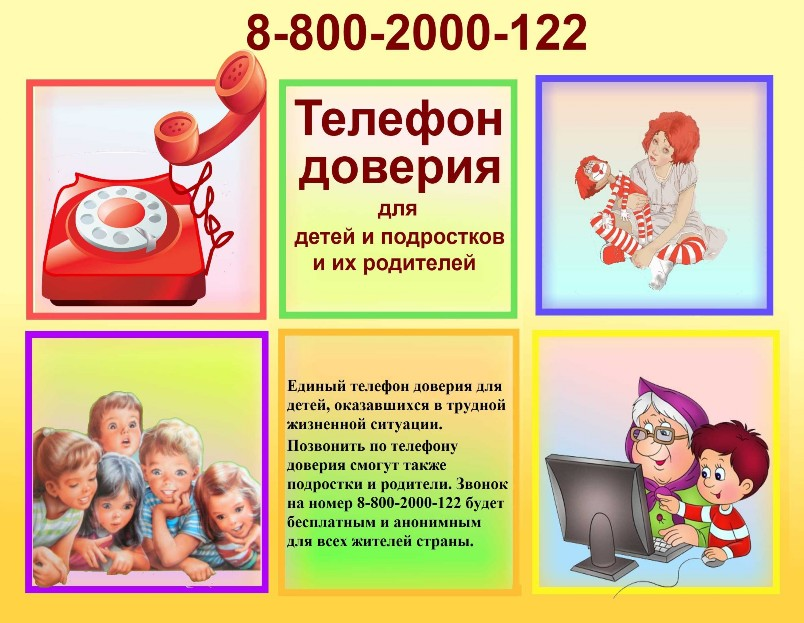 8-800-2000-122
Телефон
доверия
для
детей и подростков
и их родителей
Единый телефон доверия для
детей, оказавшихся в трудной
жизненной ситуации.
Позвонить по телефону
доверия смогут также
подростки и родители. Звонок
на номер 8-800-2000-122 будет
бесплатным и анонимным
для всех жителей страны.